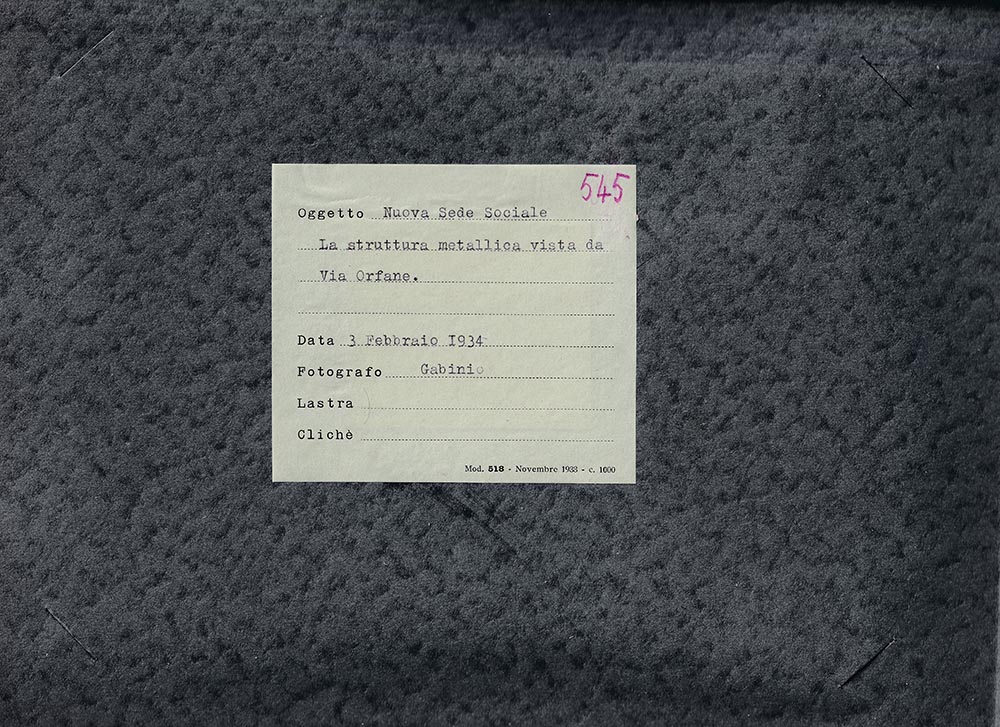 545
Oggetto Nuova Sede Sociale
La struttura metallica vista da
Via Orfane.
Data 3 Febbraio I934
Fotografo Gabinio
Lastra
Clichè
Mod. 518 - Novembre 1933 - c. 1000